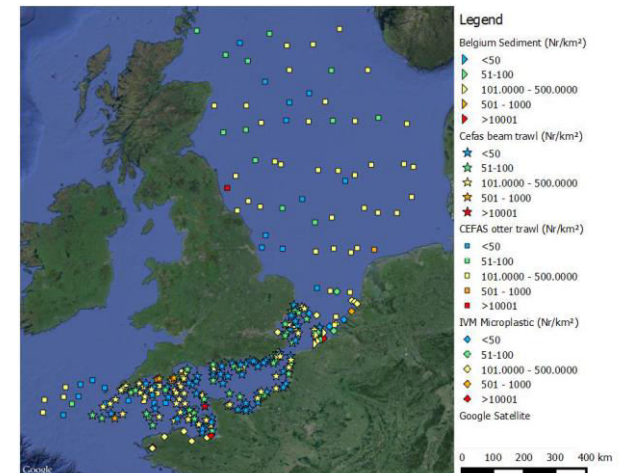 Legend
Belgium Sediment (Nr/km²)
<50
51-100
101.0000 - 500.0000
501 - 1000
>10001
Cefas beam trawl (Nr/km²)
<50
51-100
101.0000 - 500.0000
501 - 1000
>10001
CEFAS otter trawl (Nr/km²)
<50
51-100
101.0000 - 500.0000
501 - 1000
>10001
IVM Microplastic (Nr/km²)
<50
51-100
101.0000 - 500.0000
501 - 1000
>10001
Google Satellite
0 100 200 300 400 km
Google